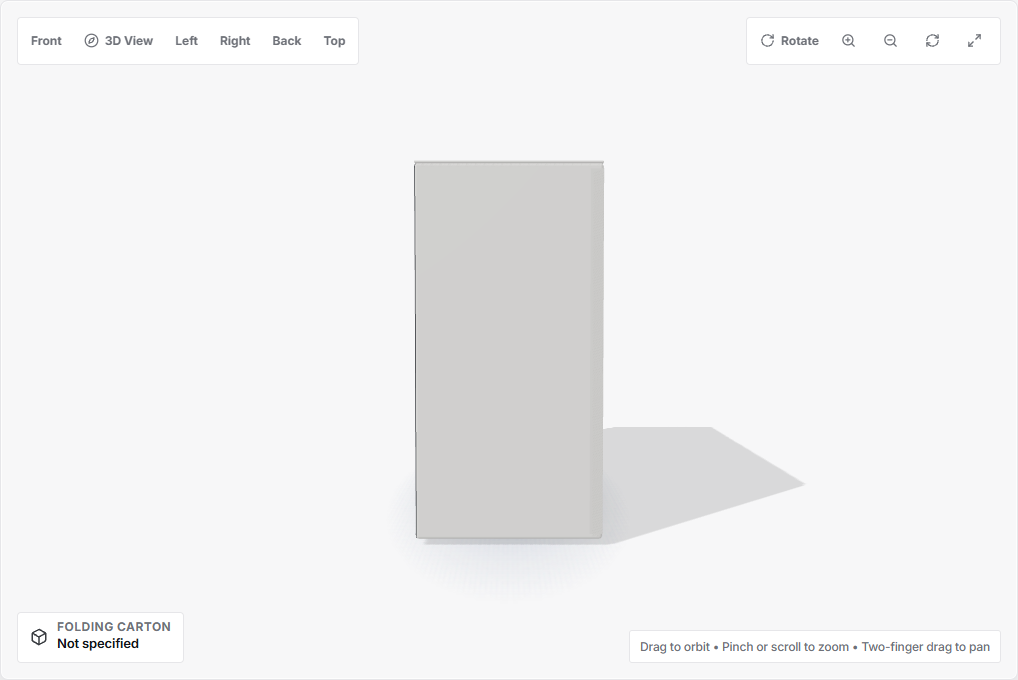 Front 3D View Left Right Back Top
Rotate
FOLDING CARTON
Not specified
Drag to orbit • Pinch or scroll to zoom • Two-finger drag to pan